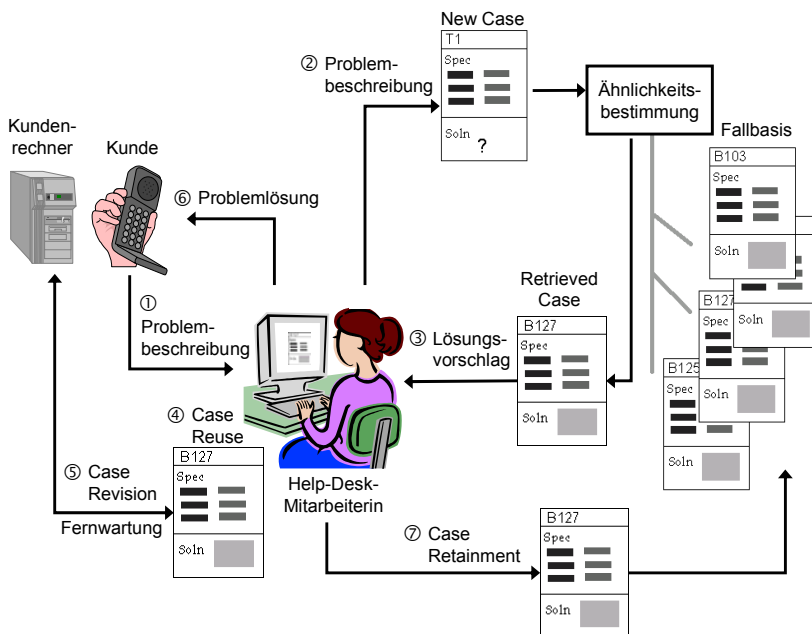 New Case
T1
Spec
Soln ?
② Problem-
beschreibung
Ähnlichkeits-
bestimmung
Fallbasis
B103
Spec
Soln
Soln
B127
Spec
Soln
B125
Spec
Soln
Kunden-
rechner
Kunde
⑥ Problemlösung
①
Problem-
beschreibung
Retrieved
Case
B127
Spec
Soln
③ Lösungs-
vorschlag
④ Case
Reuse
B127
Spec
Soln
⑤ Case
Revision
Fernwartung
Help-Desk-
Mitarbeiterin
⑦ Case
Retainment
B127
Spec
Soln